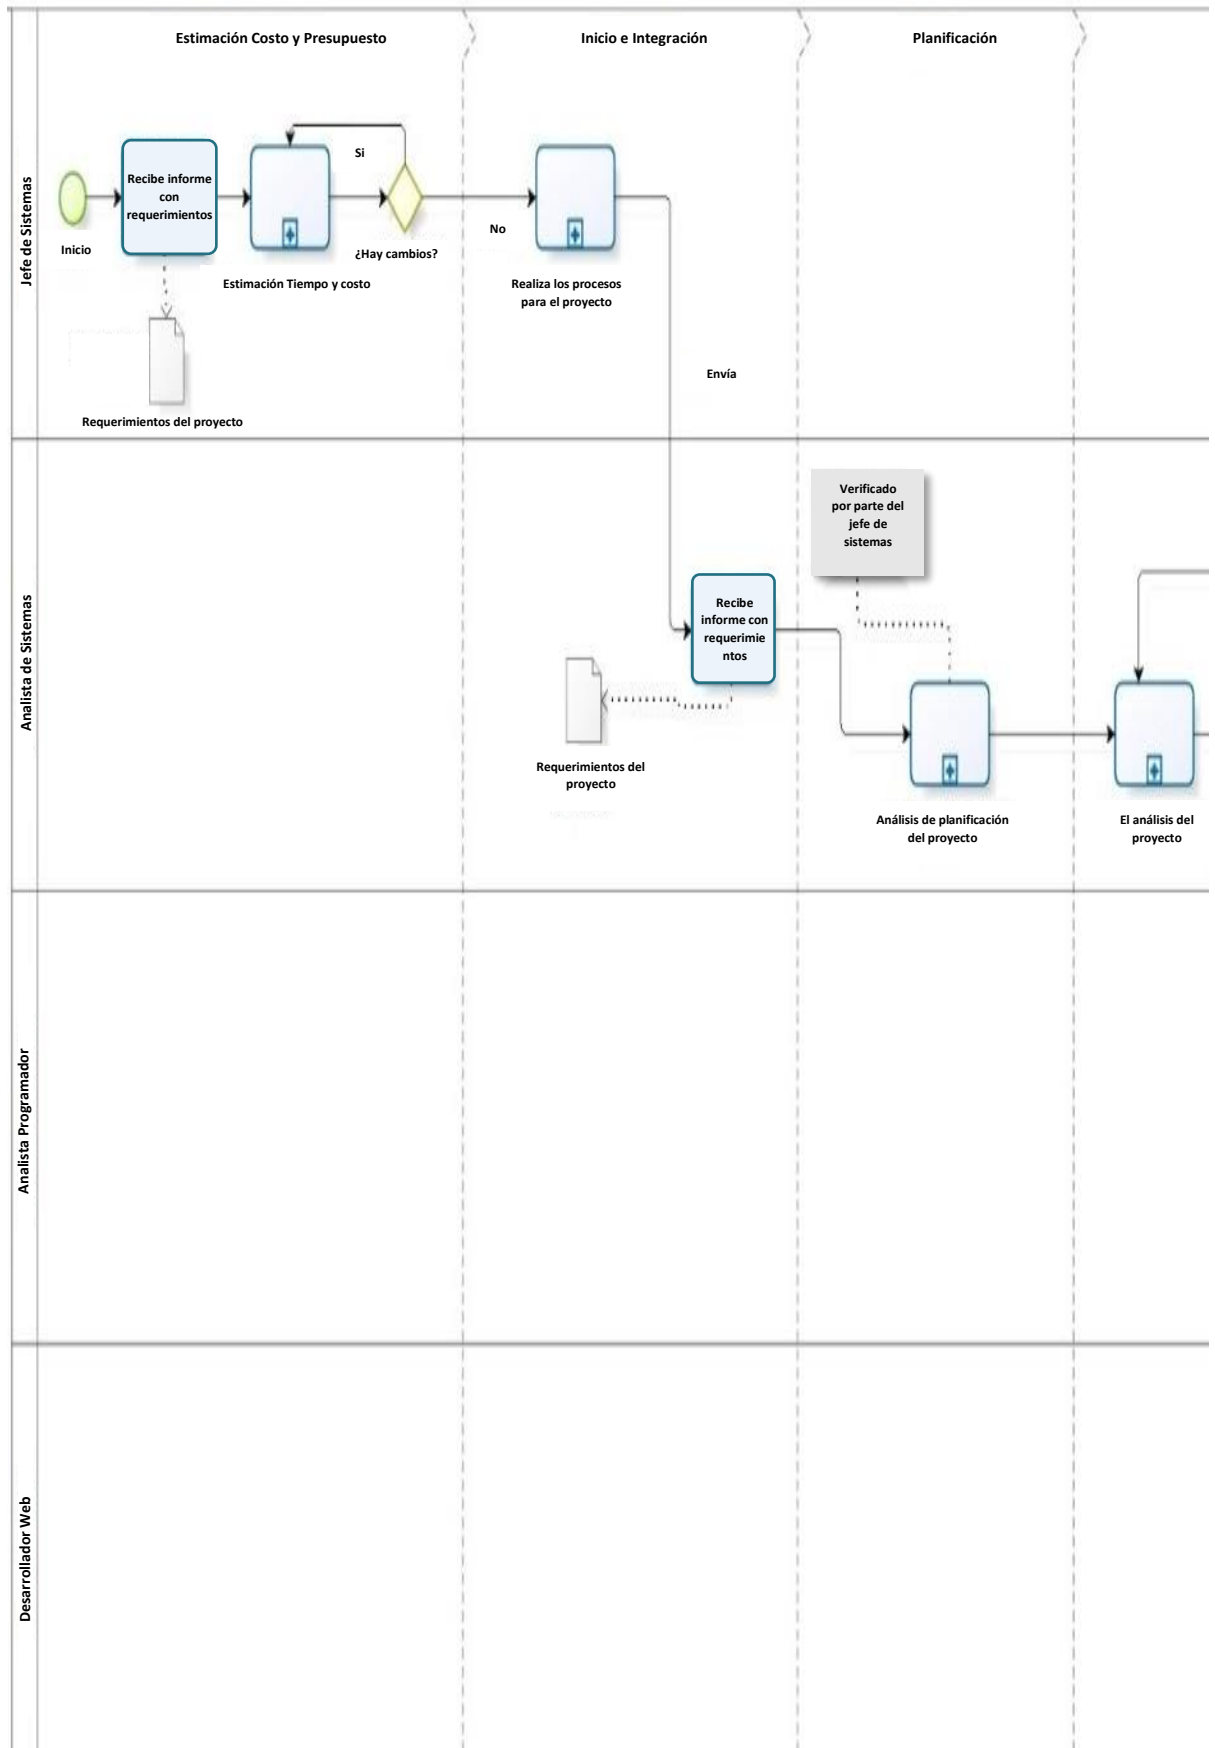 Estimación Costo y Presupuesto
Inicio e Integración
Planificación
Jefe de Sistemas
Inicio
Recibe informe
con
requerimientos
Requerimientos del proyecto
Estimación Tiempo y costo
Si
¿Hay cambios?
No
Realiza los procesos
para el proyecto
Envía
Analista de Sistemas
Recibe
informe con
requerimie
ntos
Requerimientos del
proyecto
Verificado
por parte del
jefe de
sistemas
Análisis de planificación
del proyecto
El análisis del
proyecto
Analista Programador
Desarrollador Web